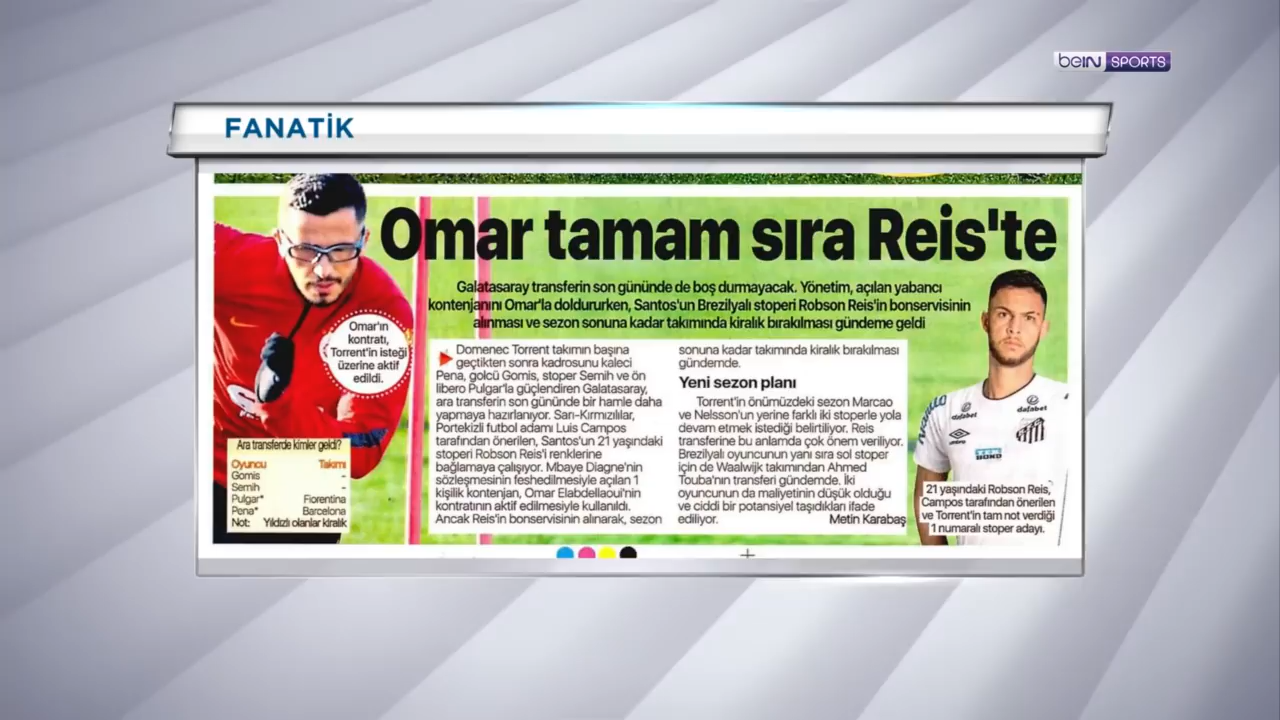 beIN SPORTS
FANATİK
Omar tamam sıra Reis'te
Galatasaray transferin son gününde de boş durmayacak. Yönetim, açılan yabancı
kontenjanını Omar'la doldururken, Santos'un Brezilyalı stoperi Robson Reis'in bonservisinin
alınması ve sezon sonuna kadar takımında kiralık bırakılması gündeme geldi
Omar'ın
kontratı,
Torrent'in isteği
üzerine aktif
edildi.
Ara transferde kimler geldi?
Oyuncu Takımı
Gomis -
Semih -
Pulgar* Fiorentina
Pena* Barcelona
Not: Yıldızlı olanlar kiralık
Domenec Torrent takımın başına
geçtikten sonra kadrosunu kaleci
Pena, golcü Gomis, stoper Semih ve ön
libero Pulgar'la güçlendiren Galatasaray,
ara transferin son gününde bir hamle daha
yapmaya hazırlanıyor. Sarı-Kırmızılılar,
Portekizli futbol adamı Luis Campos
tarafından önerilen, Santos'un 21 yaşındaki
stoperi Robson Reis'i renklerine
bağlamaya çalışıyor. Mbaye Diagne'nin
sözleşmesinin feshedilmesiyle açılan 1
kişilik kontenjan, Omar Elabdellaoui'nin
kontratının aktif edilmesiyle kullanıldı.
Ancak Reis'in bonservisinin alınarak, sezon
sonuna kadar takımında kiralık bırakılması
gündemde.
Yeni sezon planı
Torrent'in önümüzdeki sezon Marcao
ve Nelsson'un yerine farklı iki stoperle yola
devam etmek istediği belirtiliyor. Reis
transferine bu anlamda çok önem veriliyor.
Brezilyalı oyuncunun yanı sıra sol stoper
için de Waalwijk takımından Ahmed
Touba'nın transferi gündemde. İki
oyuncunun da maliyetinin düşük olduğu
ve ciddi bir potansiyel taşıdıkları ifade
ediliyor. Metin Karabaş
dafabet
dafabet
umbro
21 yaşındaki Robson Reis,
Campos tarafından önerilen
ve Torrent'in tam not verdiği
1 numaralı stoper adayı.